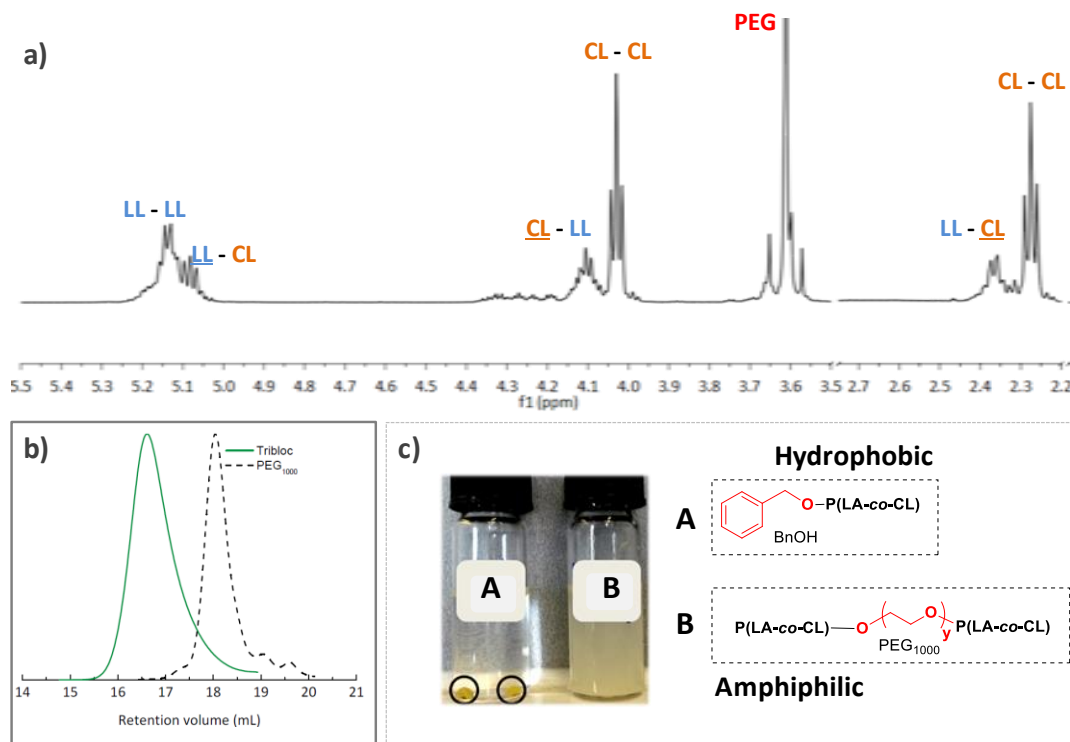 a)
PEG
CL - CL
CL - CL
LL - LL
LL - CL
CL - LL
LL - CL
5.5 5.4 5.3 5.2 5.1 5.0 4.9 4.8 4.7 4.6 4.5 4.4 4.3 4.2 4.1 4.0 3.9 3.8 3.7 3.6 3.5 2.7 2.6 2.5 2.4 2.3 2.2
f1 (ppm)
b)
Tribloc
PEG1000
14 15 16 17 18 19 20 21
Retention volume (mL)
c)
A
B
Hydrophobic
A
O–P(LA-co-CL)
BnOH
B
P(LA-co-CL)—O O P(LA-co-CL)
y
PEG1000
Amphiphilic